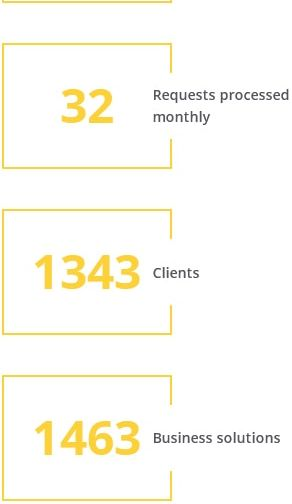 32
Requests processed
monthly
1343
Clients
1463
Business solutions